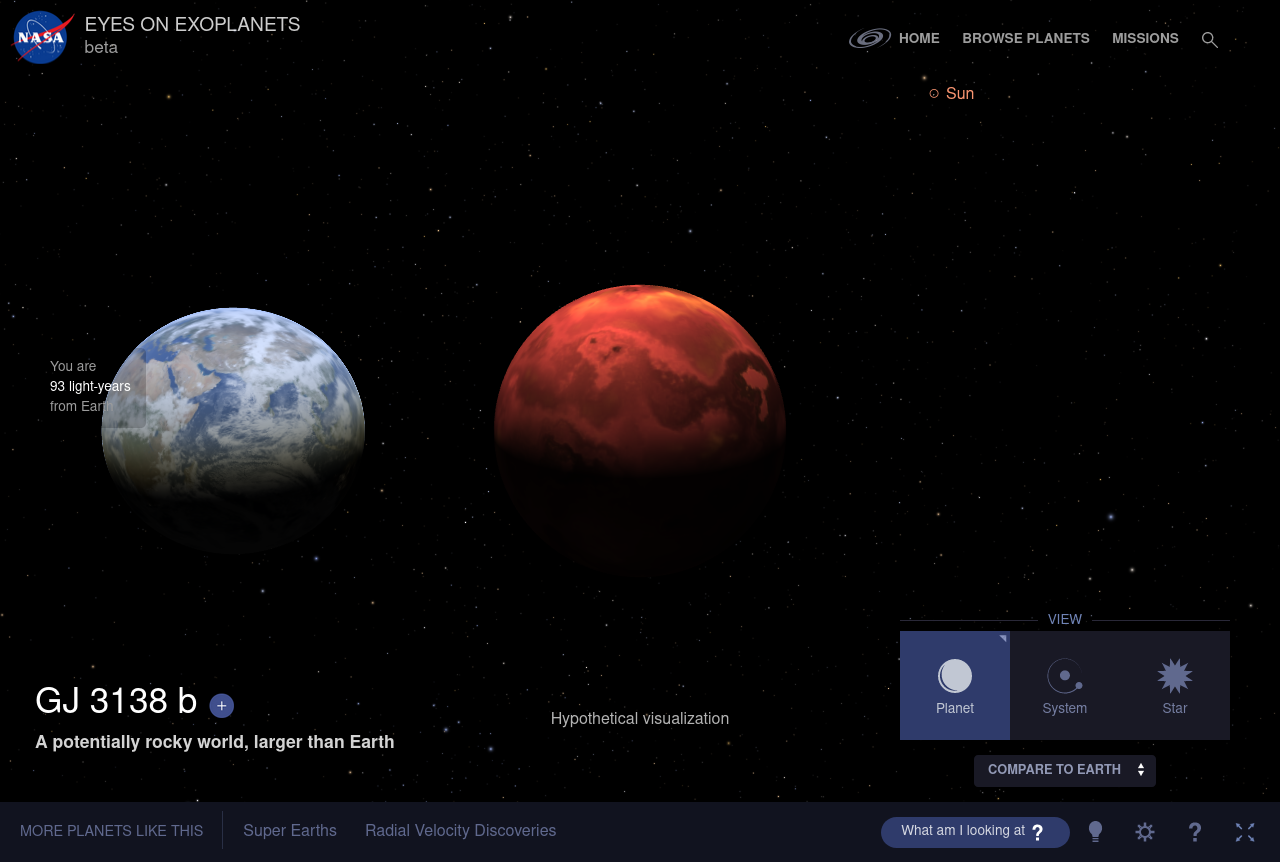 NASA
EYES ON EXOPLANETS
beta
HOME
BROWSE PLANETS
MISSIONS
Sun
You are
93 light-years
from Earth
GJ 3138 b
+
A potentially rocky world, larger than Earth
Hypothetical visualization
VIEW
Planet
System
Star
COMPARE TO EARTH
MORE PLANETS LIKE THIS
Super Earths
Radial Velocity Discoveries
What am I looking at ?
?